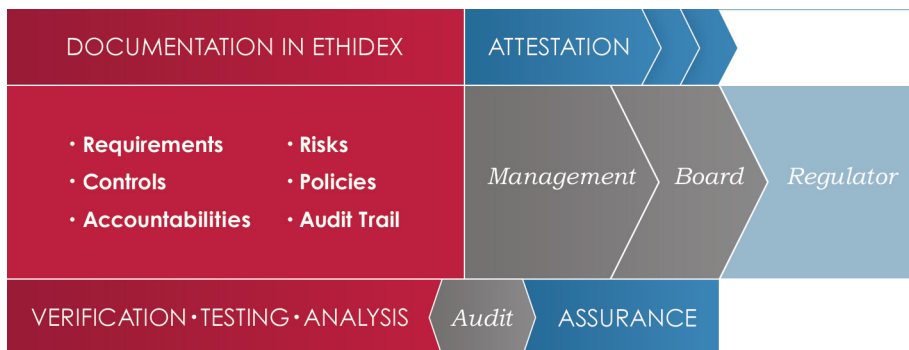 DOCUMENTATION IN ETHIDEX
ATTESTATION
· Requirements
· Controls
· Accountabilities
· Risks
· Policies
· Audit Trail
Management
Board
Regulator
VERIFICATION · TESTING · ANALYSIS
Audit
ASSURANCE